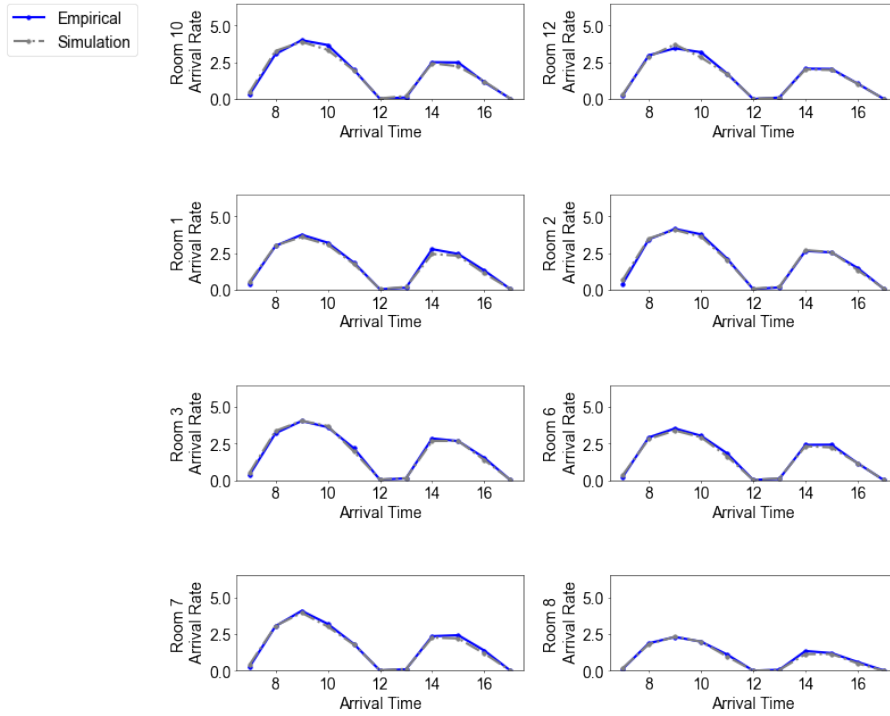 Empirical
Simulation
Room 10
Arrival Rate
5.0
2.5
0.0
8 10 12 14 16
Arrival Time
Room 12
Arrival Rate
5.0
2.5
0.0
8 10 12 14 16
Arrival Time
Room 1
Arrival Rate
5.0
2.5
0.0
8 10 12 14 16
Arrival Time
Room 2
Arrival Rate
5.0
2.5
0.0
8 10 12 14 16
Arrival Time
Room 3
Arrival Rate
5.0
2.5
0.0
8 10 12 14 16
Arrival Time
Room 6
Arrival Rate
5.0
2.5
0.0
8 10 12 14 16
Arrival Time
Room 7
Arrival Rate
5.0
2.5
0.0
8 10 12 14 16
Arrival Time
Room 8
Arrival Rate
5.0
2.5
0.0
8 10 12 14 16
Arrival Time